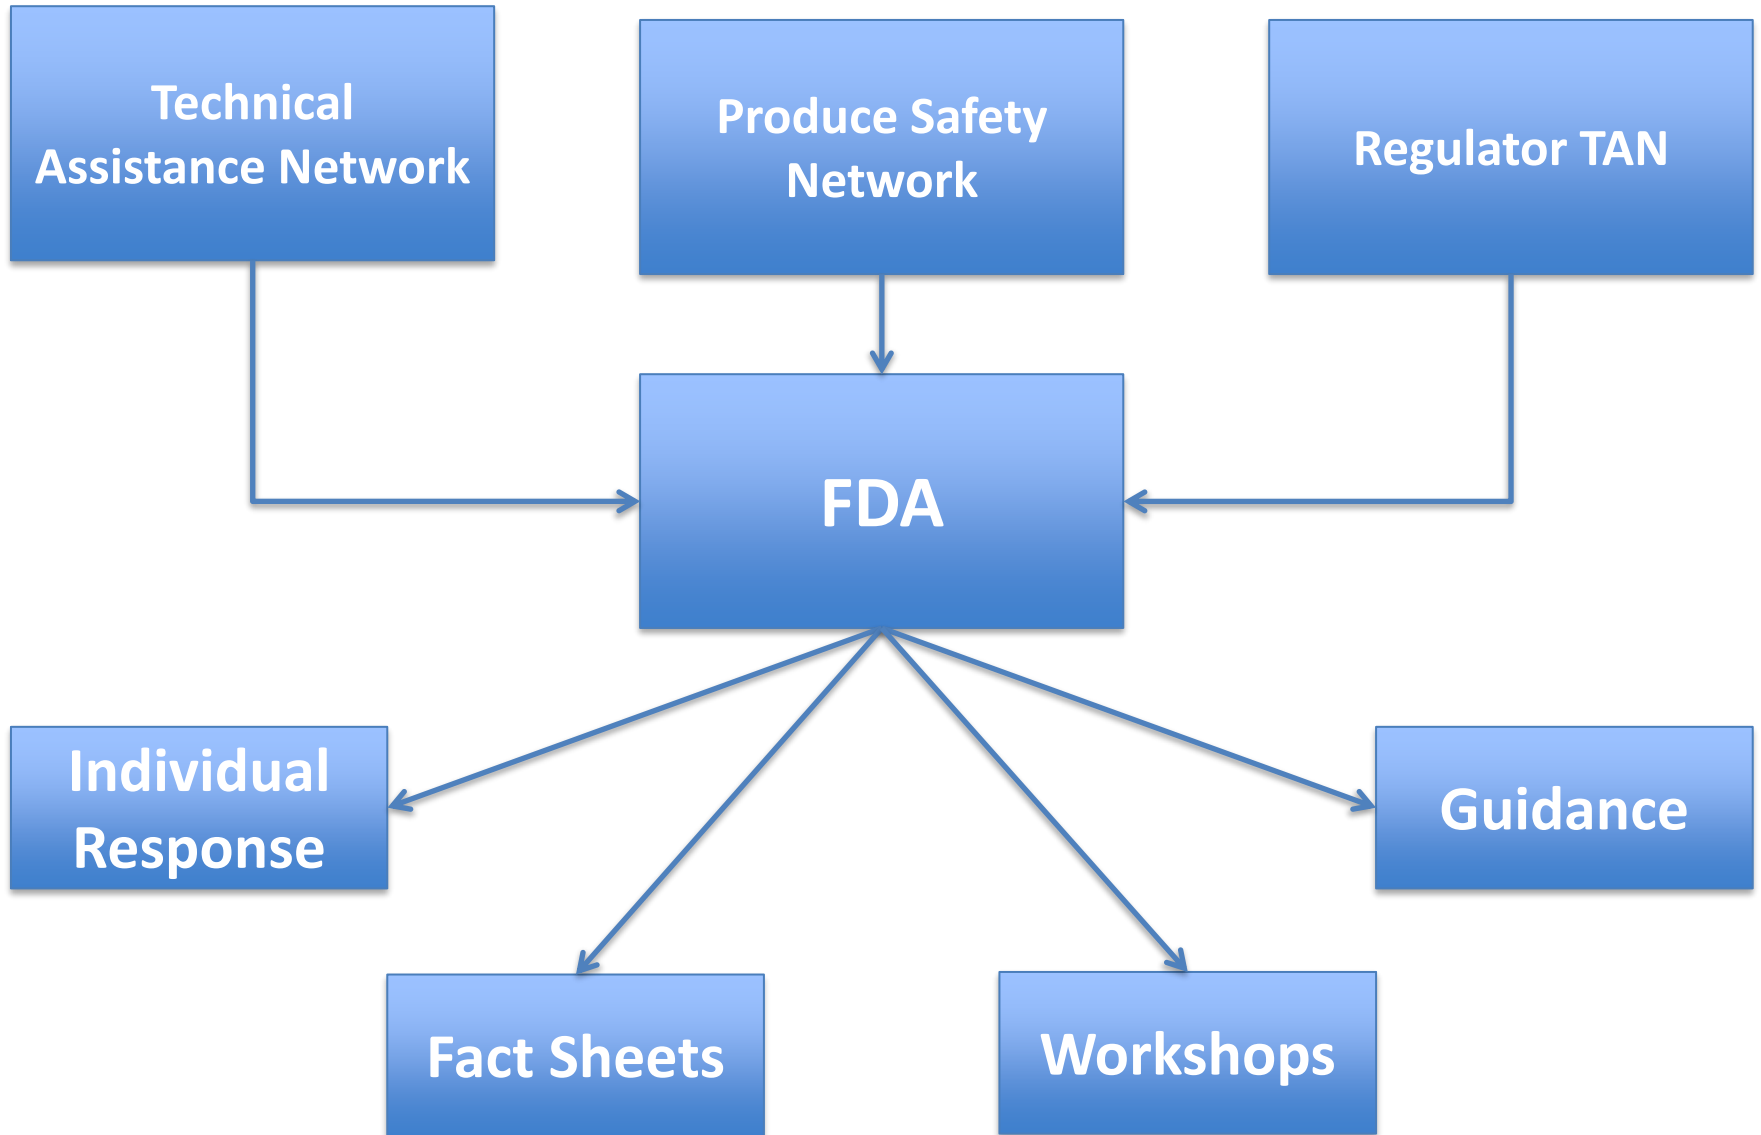 Technical
Assistance Network
Produce Safety
Network
Regulator TAN
FDA
Individual
Response
Guidance
Fact Sheets
Workshops